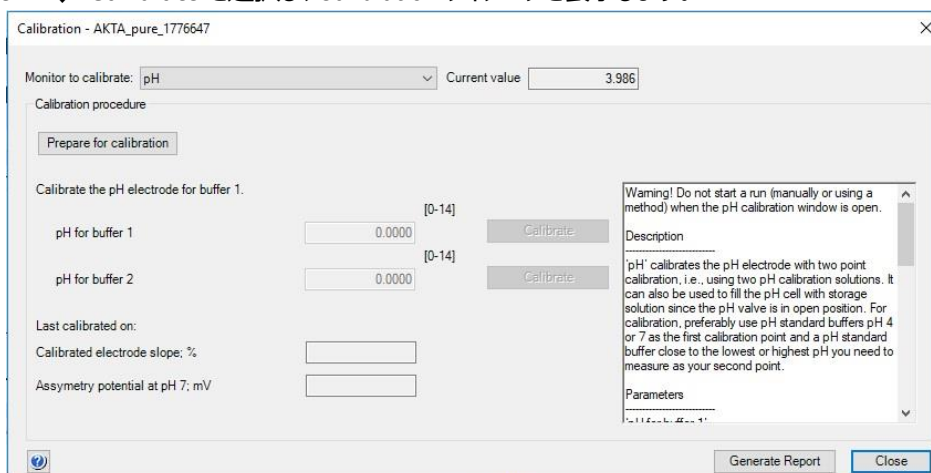 Calibration - AKTA_pure_1776647
Monitor to calibrate: pH Current value 3.986
Calibration procedure
Prepare for calibration
Calibrate the pH electrode for buffer 1.
[0-14]
pH for buffer 1 0.0000 Calibrate
[0-14]
pH for buffer 2 0.0000 Calibrate
Last calibrated on:
Calibrated electrode slope; %
Assymetry potential at pH 7; mV
Warning! Do not start a run (manually or using a
method) when the pH calibration window is open.
Description
---------------------------
'pH' calibrates the pH electrode with two point
calibration, i.e., using two pH calibration solutions. It
can also be used to fill the pH cell with storage
solution since the pH valve is in open position. For
calibration, preferably use pH standard buffers pH 4
or 7 as the first calibration point and a pH standard
buffer close to the lowest or highest pH you need to
measure as your second point.
Parameters
---------------------------
'pH for buffer 1'
Generate Report Close